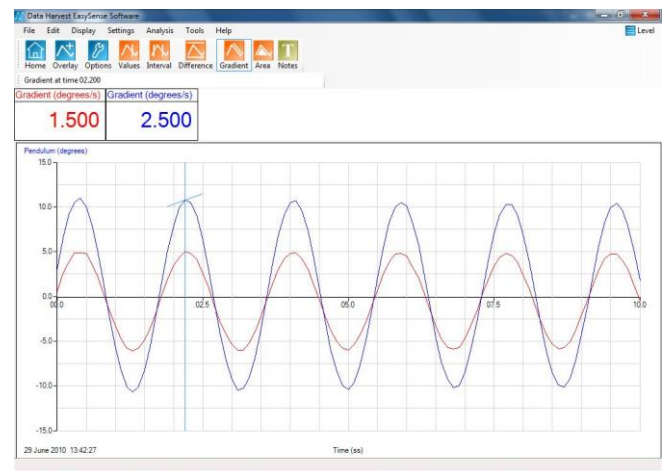 Data Harvest EasySense Software
File Edit Display Settings Analysis Tools Help Level
Home Overlay Options Values Interval Difference Gradient Area Notes
Gradient at time 02.200
Gradient (degrees/s) Gradient (degrees/s)
1.500 2.500
Pendulum (degrees)
15.0
10.0
5.0
0.0
00.0 02.5 05.0 07.5 10.0
-5.0
-10.0
-15.0
29 June 2010 13:42:27 Time (ss)